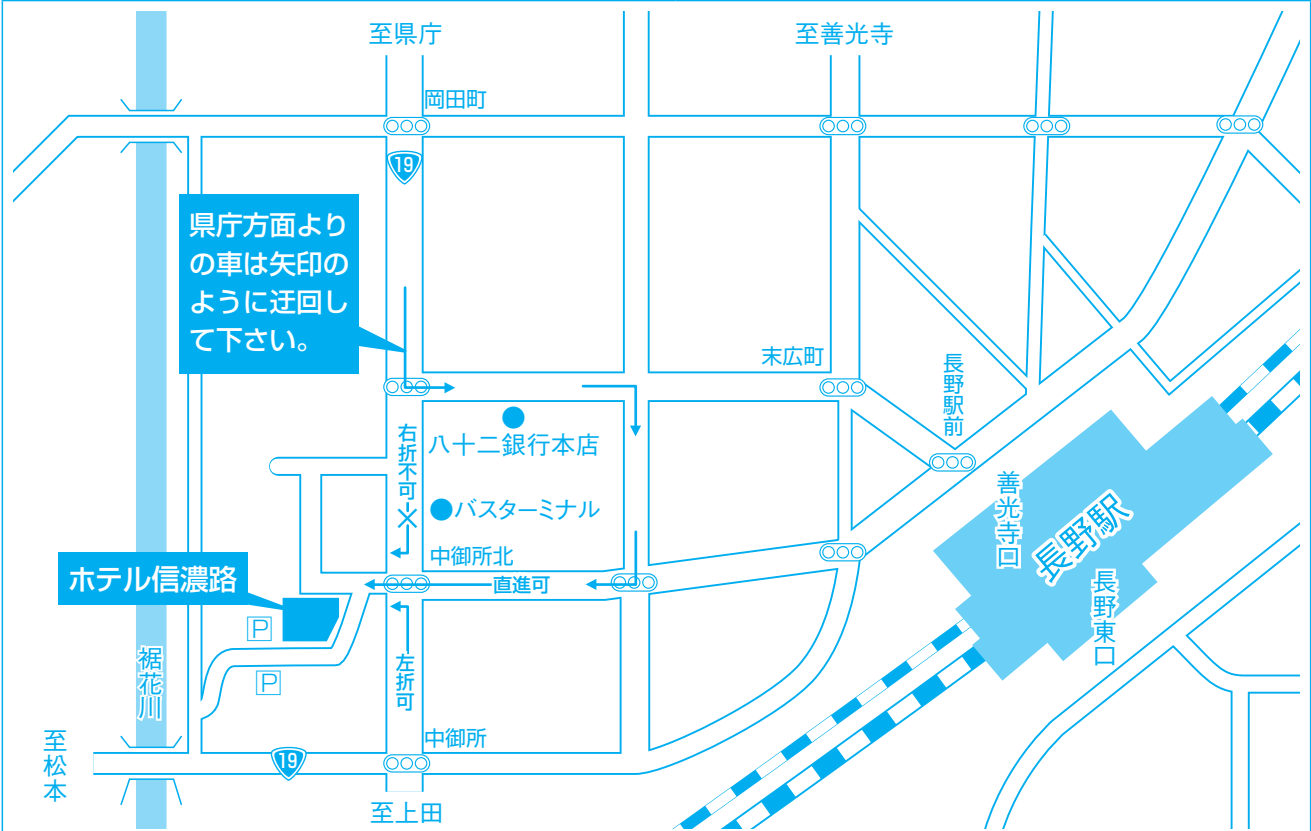 至県庁
至善光寺
岡田町
19
県庁方面より
の車は矢印の
ように迂回し
て下さい。
末広町
長野駅前
八十二銀行本店
右折不可
バスターミナル
善光寺口
長野駅
中御所北
直進可
ホテル信濃路
長野東口
P
裾花川
P
左折可
至松本
19
中御所
至上田